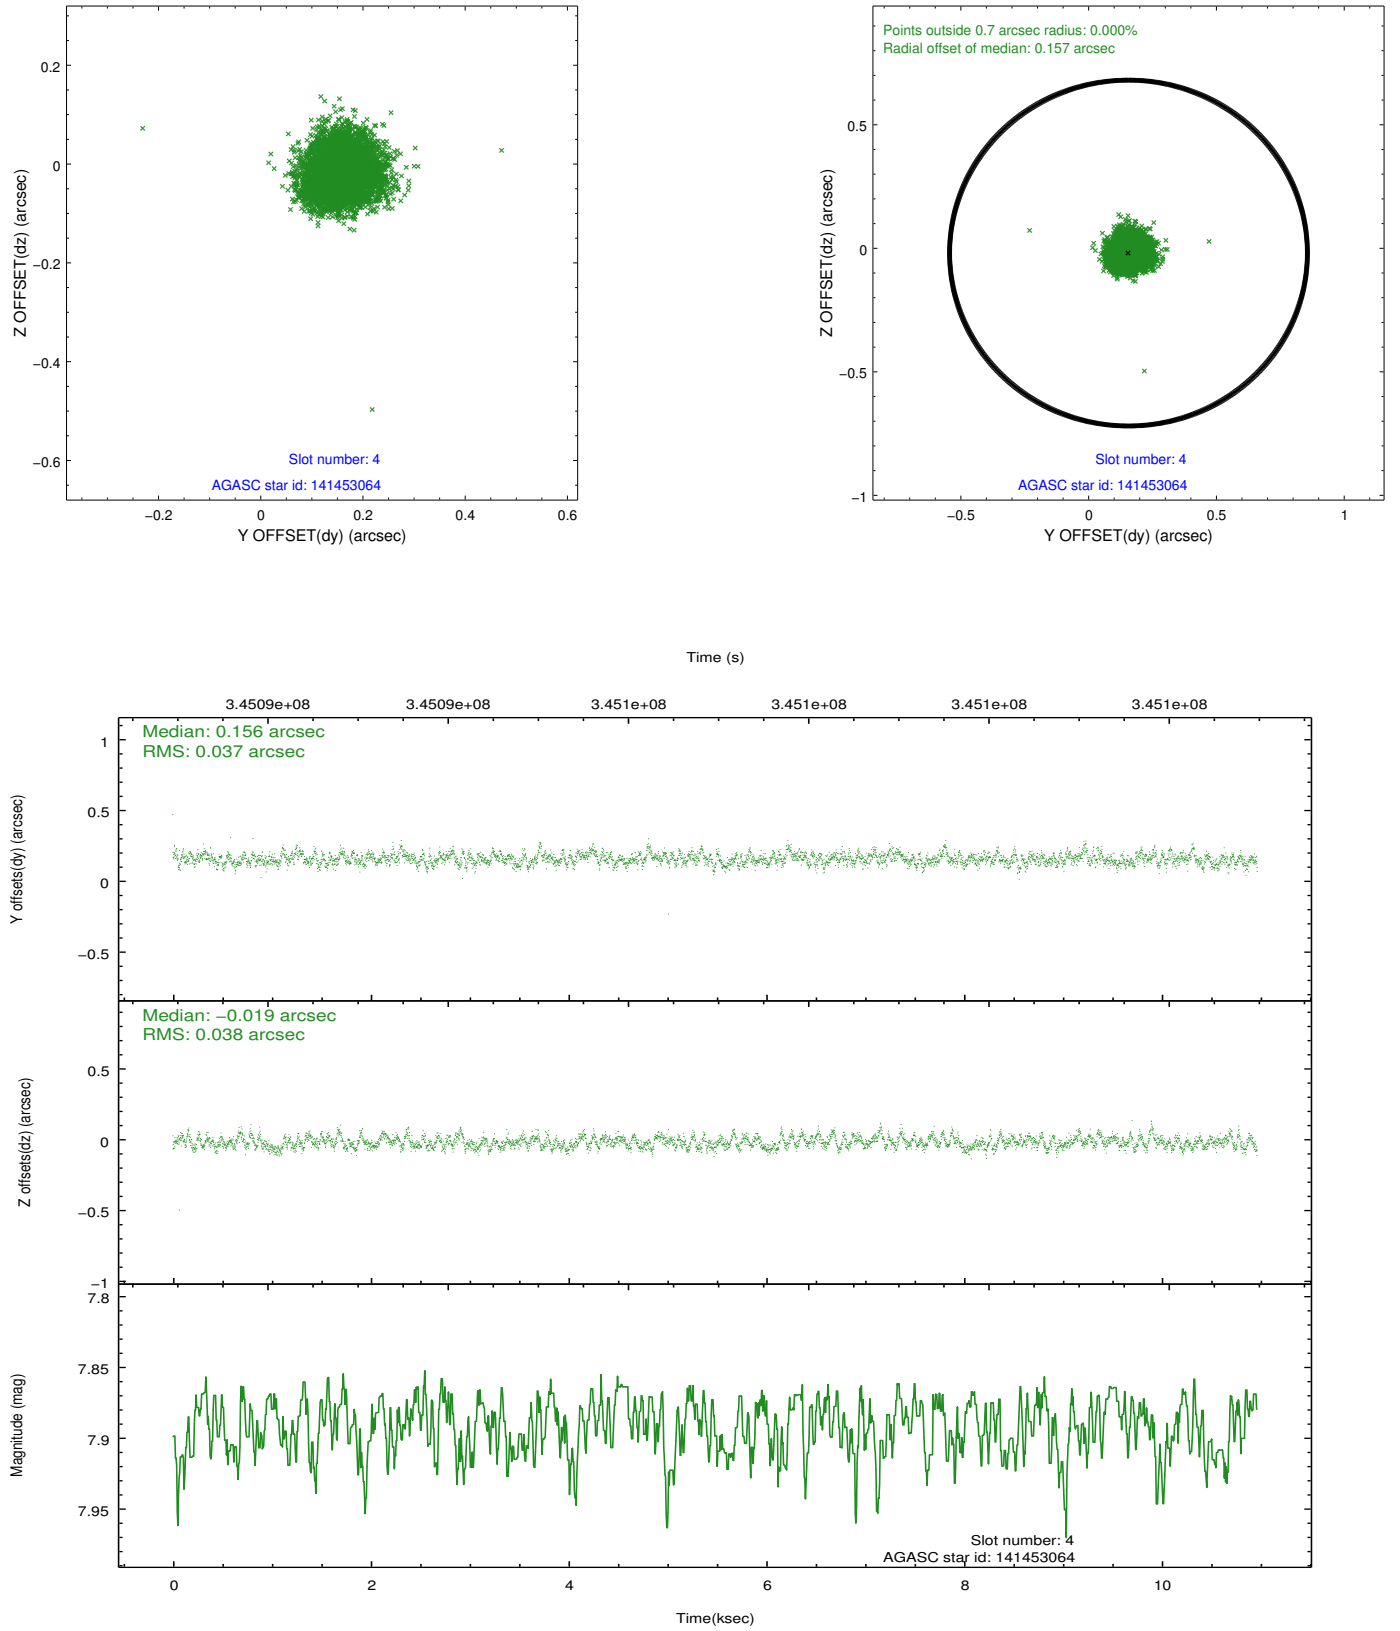 0.2
0
−0.2
−0.4
−0.6
Z OFFSET(dz) (arcsec)
Slot number: 4
AGASC star id: 141453064
−0.2
0
0.2
0.4
0.6
Y OFFSET(dy) (arcsec)
Points outside 0.7 arcsec radius: 0.000%
Radial offset of median: 0.157 arcsec
0.5
0
−0.5
−1
Z OFFSET(dz) (arcsec)
Slot number: 4
AGASC star id: 141453064
−0.5
0
0.5
1
Y OFFSET(dy) (arcsec)
Time (s)
3.4509e+08
3.4509e+08
3.451e+08
3.451e+08
3.451e+08
3.451e+08
Median: 0.156 arcsec
RMS: 0.037 arcsec
1
0.5
0
−0.5
Y offsets(dy) (arcsec)
Median: −0.019 arcsec
RMS: 0.038 arcsec
0.5
0
−0.5
−1
Z offsets(dz) (arcsec)
7.8
7.85
7.9
7.95
Magnitude (mag)
Slot number: 4
AGASC star id: 141453064
0
2
4
6
8
10
Time(ksec)